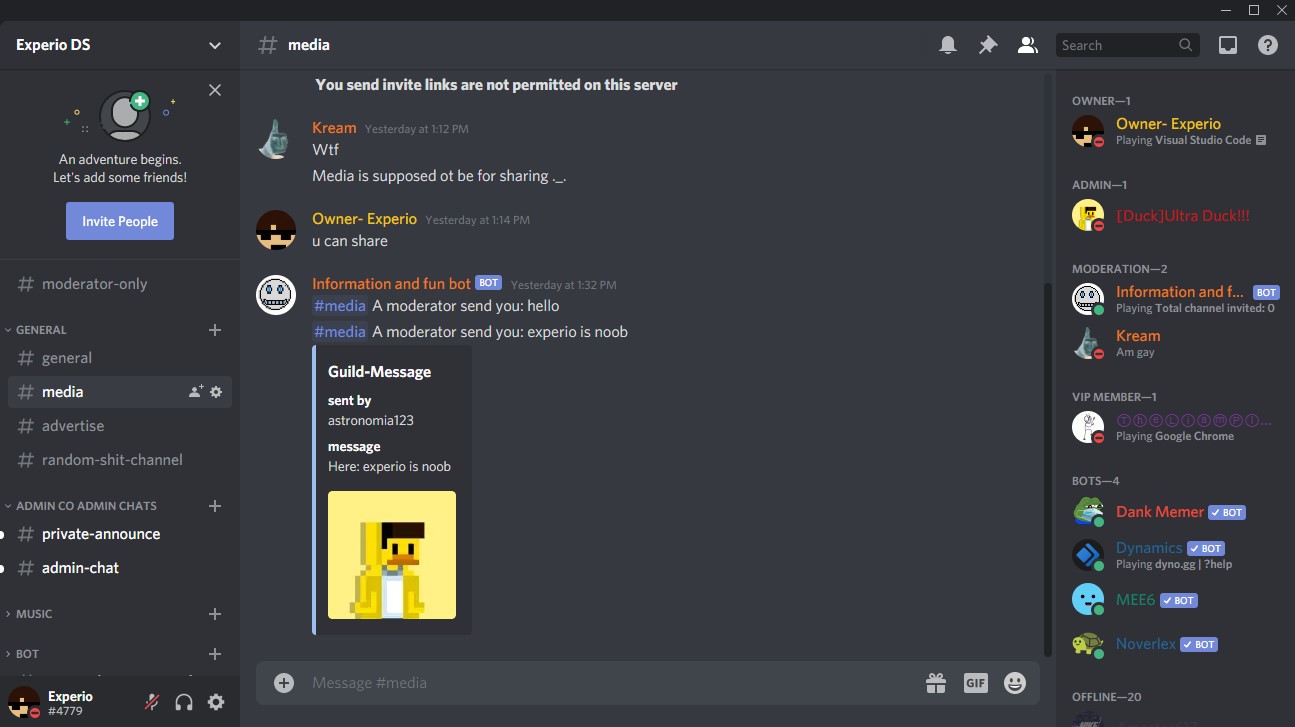 Experio DS
An adventure begins.
Let's add some friends!
Invite People
# moderator-only
GENERAL
# general
# media
# advertise
# random-shit-channel
ADMIN CO ADMIN CHATS
# private-announce
# admin-chat
MUSIC
BOT
Experio
#4779
# media
Search
You send invite links are not permitted on this server
Kream Yesterday at 1:12 PM
Wtf
Media is supposed ot be for sharing ._.
Owner- Experio Yesterday at 1:14 PM
u can share
Information and fun bot BOT Yesterday at 1:32 PM
#media A moderator send you: hello
#media A moderator send you: experio is noob
Guild-Message
sent by
astronomia123
message
Here: experio is noob
Message #media
GIF
OWNER—1
Owner- Experio
Playing Visual Studio Code
ADMIN—1
[Duck]Ultra Duck!!!
MODERATION—2
Information and f... BOT
Playing Total channel invited: 0
Kream
Am gay
VIP MEMBER—1
ⓉⓗⓔⓁⓘⓐⓜⓅⓛ...
Playing Google Chrome
BOTS—4
Dank Memer ✓ BOT
Dynamics ✓ BOT
Playing dyno.gg | ?help
MEE6 ✓ BOT
Noverlex ✓ BOT
OFFLINE—20